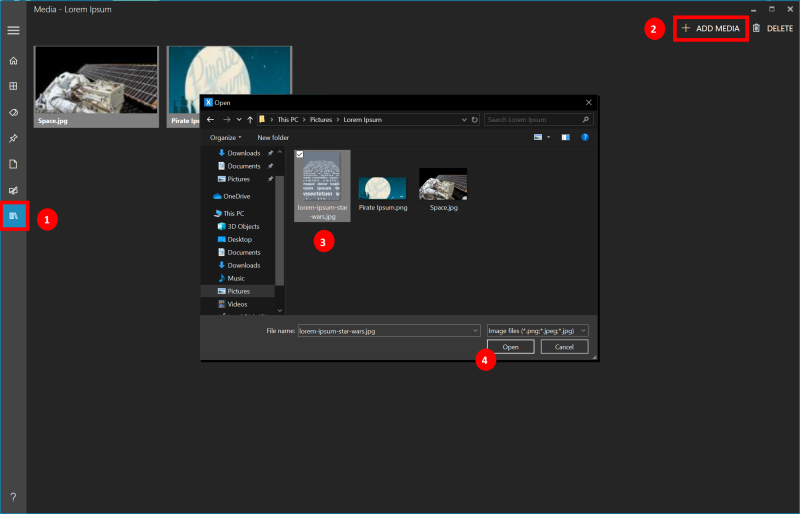 Media - Lorem Ipsum
2
ADD MEDIA
DELETE
Space.jpg
Pirate Ips
Pirate
Open
This PC > Pictures > Lorem Ipsum
Search Lorem Ipsum
Organize
New folder
Downloads
Documents
Pictures
OneDrive
This PC
3D Objects
Desktop
Documents
Downloads
Music
Pictures
Videos
lorem-ipsum-star
-wars.jpg
Pirate Ipsum.png
Space.jpg
1
3
File name:
lorem-ipsum-star-wars.jpg
Image files (*.png;*.jpeg;*.jpg)
Open
Cancel
4
?